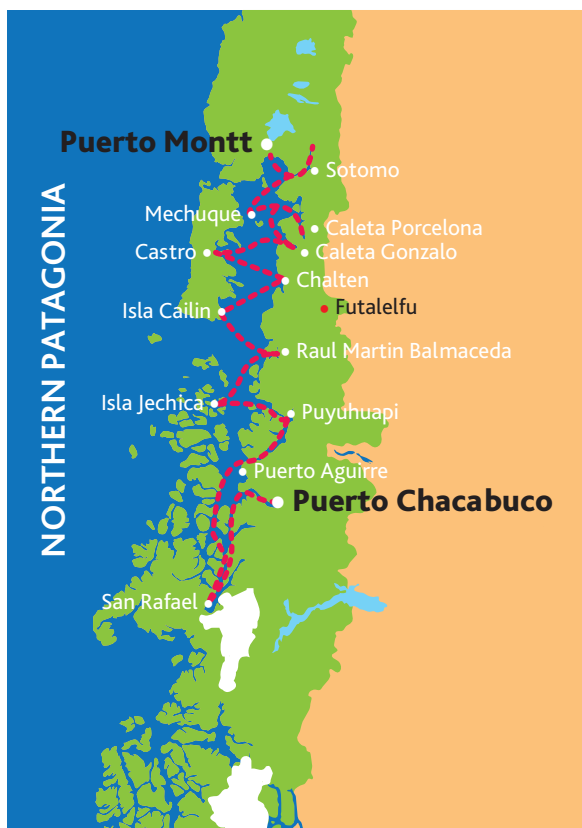 Puerto Montt
Sotomo
Mechuque
Caleta Porcelona
Castro
Caleta Gonzalo
Chalten
Isla Cailin
Futalelfu
Raul Martin Balmaceda
Isla Jechica
Puyuhuapi
Puerto Aguirre
Puerto Chacabuco
San Rafael
NORTHERN PATAGONIA